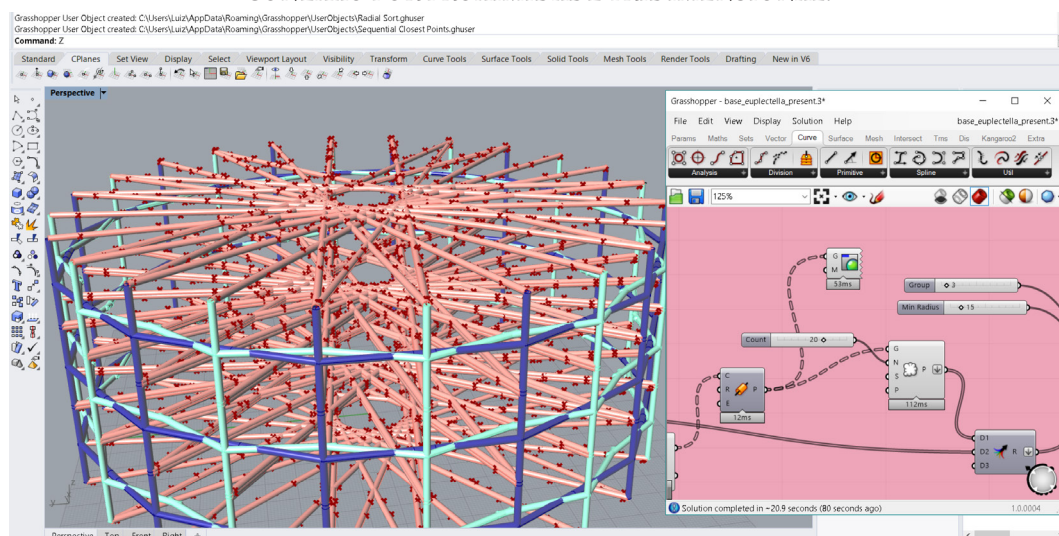 Grasshopper User Object created: C:\Users\Luiz\AppData\Roaming\Grasshopper\UserObjects\Radial Sort.ghuser
Grasshopper User Object created: C:\Users\Luiz\AppData\Roaming\Grasshopper\UserObjects\Sequential Closest Points.ghuser
Command: Z
Standard CPlanes Set View Display Select Viewport Layout Visibility Transform Curve Tools Surface Tools Solid Tools Mesh Tools Render Tools Drafting New in V6
Perspective
Grasshopper - base_euplectella_present.3*
File Edit View Display Solution Help base_euplectella_present.3*
Params Maths Sets Vector Curve Surface Mesh Intersect Trns Dis Kangaroo2 Extra
Analysis Division Primitive Spline Util
125%
G
M
53ms
Group 3
Min Radius 15
Count 20
C
R P
E
12ms
G
N P
S
P
112ms
D1
D2 R
D3
Solution completed in ~20.9 seconds (80 seconds ago) 1.0.0004
Perspective Top Front Right